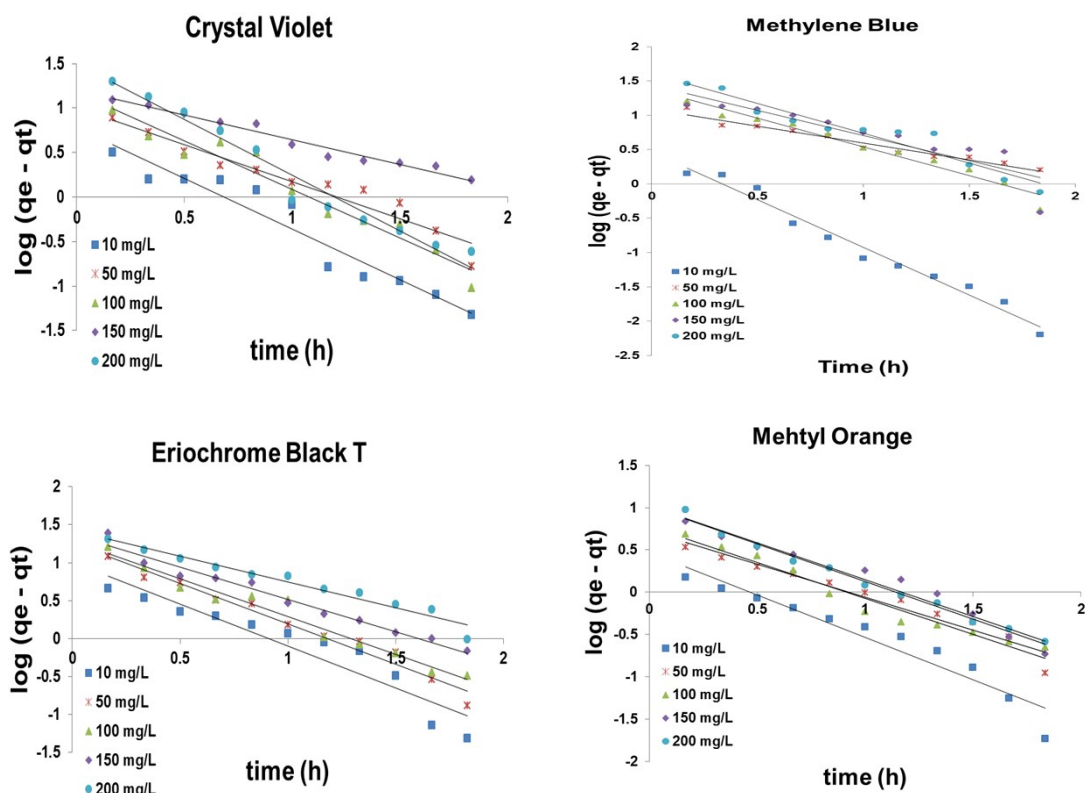 Crystal Violet
log (qe - qt)
1.5
1
0.5
0
-0.5
-1
-1.5
0.5
1
1.5
2
10 mg/L
50 mg/L
100 mg/L
150 mg/L
200 mg/L
time (h)
Methylene Blue
log (qe - qt)
2
1.5
1
0.5
0
-0.5
-1
-1.5
-2
-2.5
0
0.5
1
1.5
2
10 mg/L
50 mg/L
100 mg/L
150 mg/L
200 mg/L
Time (h)
Eriochrome Black T
log (qe - qt)
2
1.5
1
0.5
0
-0.5
-1
-1.5
0
0.5
1
1.5
2
10 mg/L
50 mg/L
100 mg/L
150 mg/L
200 mg/L
time (h)
Mehtyl Orange
log (qe - qt)
1.5
1
0.5
0
-0.5
-1
-1.5
-2
0
0.5
1
1.5
2
10 mg/L
50 mg/L
100 mg/L
150 mg/L
200 mg/L
time (h)